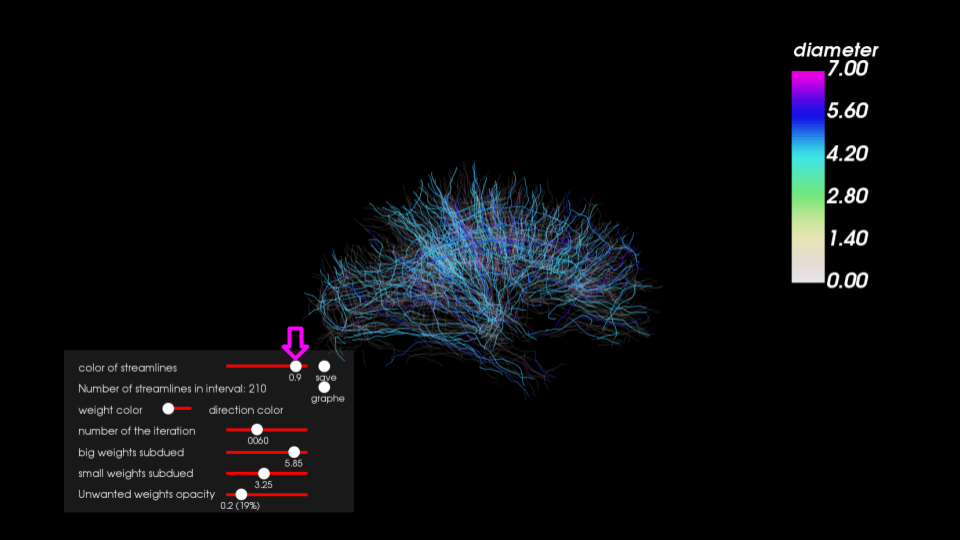 diameter
7.00
5.60
4.20
2.80
1.40
0.00
color of streamlines
0.9
save
Number of streamlines in interval: 210
graphe
weight color
direction color
number of the iteration
0060
big weights subdued
5.85
small weights subdued
3.25
Unwanted weights opacity
0.2 (19%)